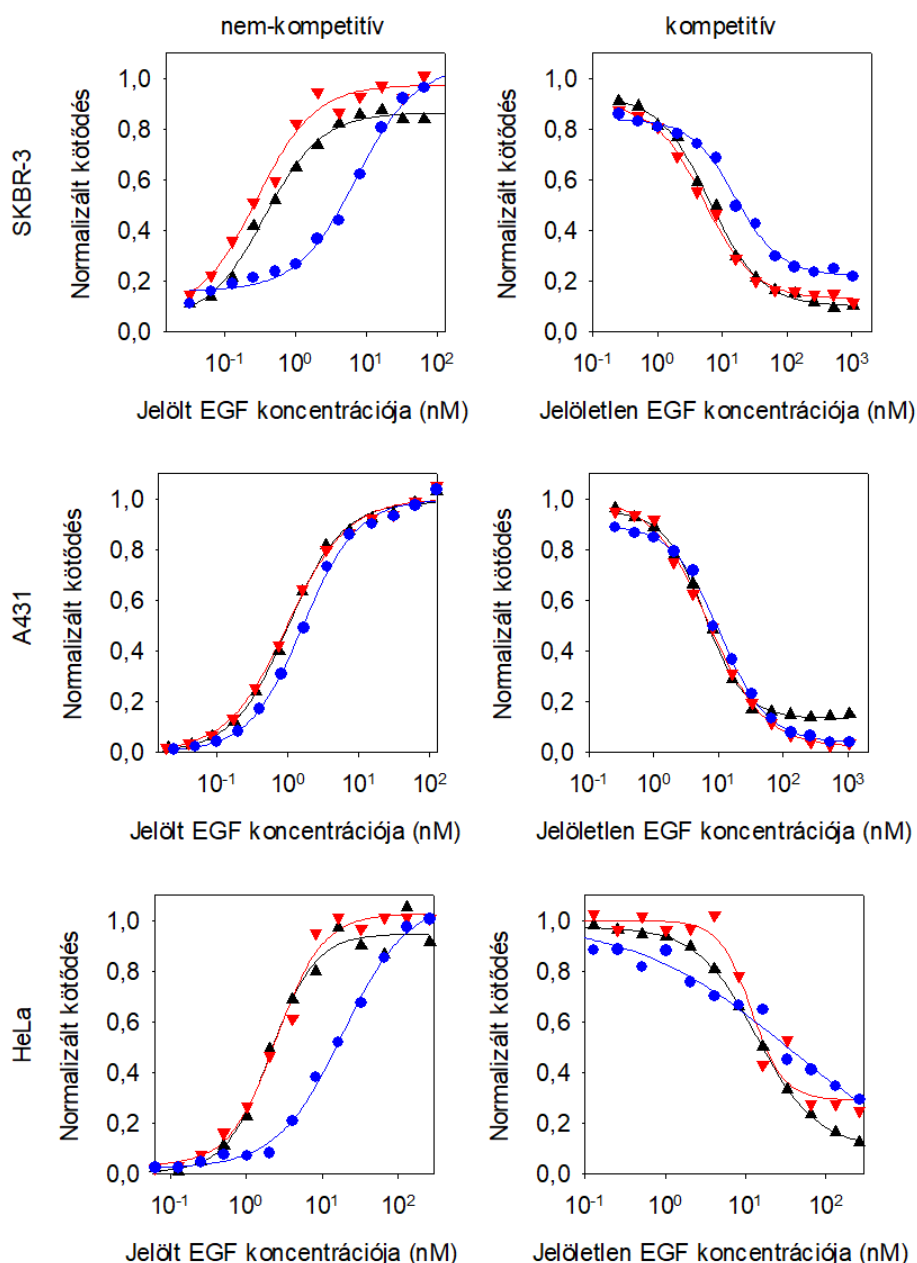 nem-kompetitív
kompetitív
SKBR-3
Normalizált kötődés
1,0
0,8
0,6
0,4
0,2
0,0
10⁻¹ 10⁰ 10¹ 10²
Jelölt EGF koncentrációja (nM)
Normalizált kötődés
1,0
0,8
0,6
0,4
0,2
0,0
10⁻¹ 10⁰ 10¹ 10² 10³
Jelöletlen EGF koncentrációja (nM)
A431
Normalizált kötődés
1,0
0,8
0,6
0,4
0,2
0,0
10⁻¹ 10⁰ 10¹ 10²
Jelölt EGF koncentrációja (nM)
Normalizált kötődés
1,0
0,8
0,6
0,4
0,2
0,0
10⁻¹ 10⁰ 10¹ 10² 10³
Jelöletlen EGF koncentrációja (nM)
HeLa
Normalizált kötődés
1,0
0,8
0,6
0,4
0,2
0,0
10⁻¹ 10⁰ 10¹ 10²
Jelölt EGF koncentrációja (nM)
Normalizált kötődés
1,0
0,8
0,6
0,4
0,2
0,0
10⁻¹ 10⁰ 10¹ 10²
Jelöletlen EGF koncentrációja (nM)